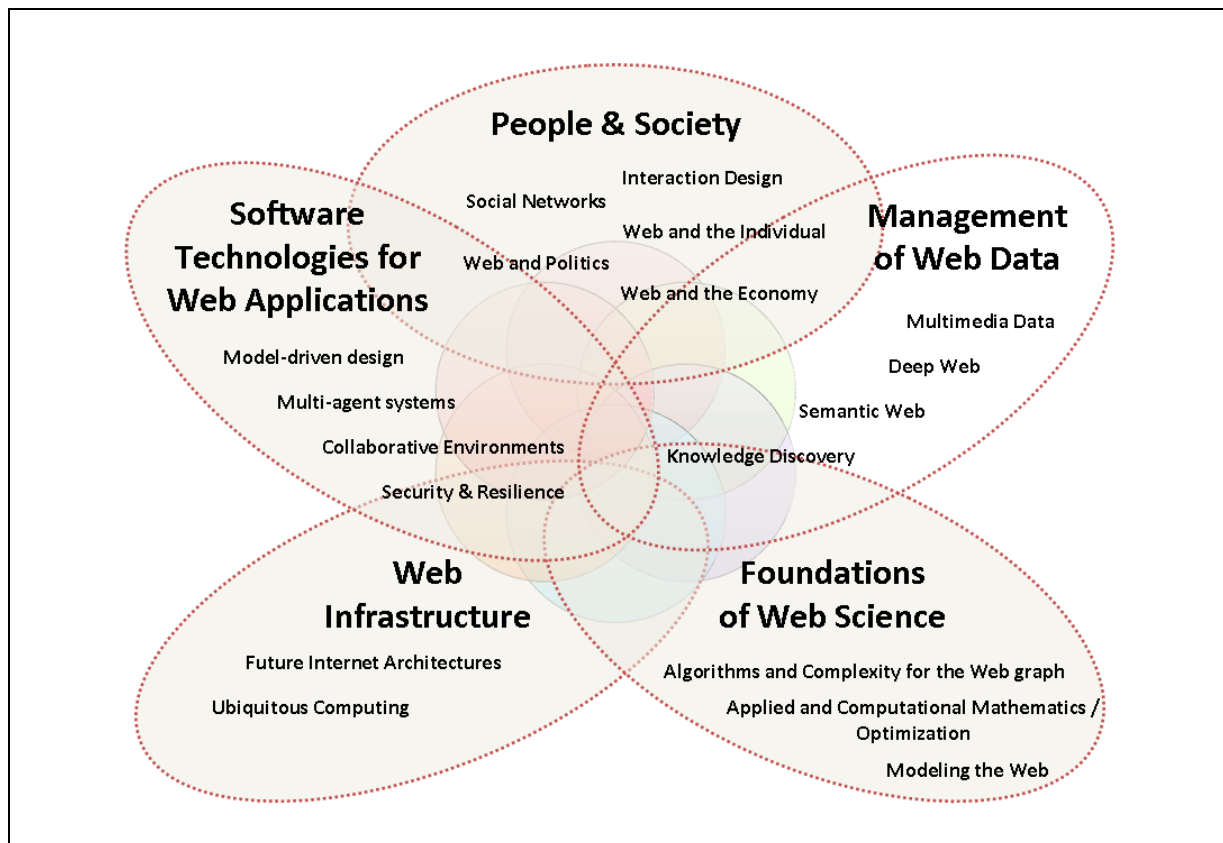 People & Society
Interaction Design
Social Networks
Web and the Individual
Web and Politics
Web and the Economy
Software
Technologies for
Web Applications
Model-driven design
Multi-agent systems
Collaborative Environments
Security & Resilience
Management
of Web Data
Multimedia Data
Deep Web
Semantic Web
Knowledge Discovery
Web
Infrastructure
Future Internet Architectures
Ubiquitous Computing
Foundations
of Web Science
Algorithms and Complexity for the Web graph
Applied and Computational Mathematics /
Optimization
Modeling the Web